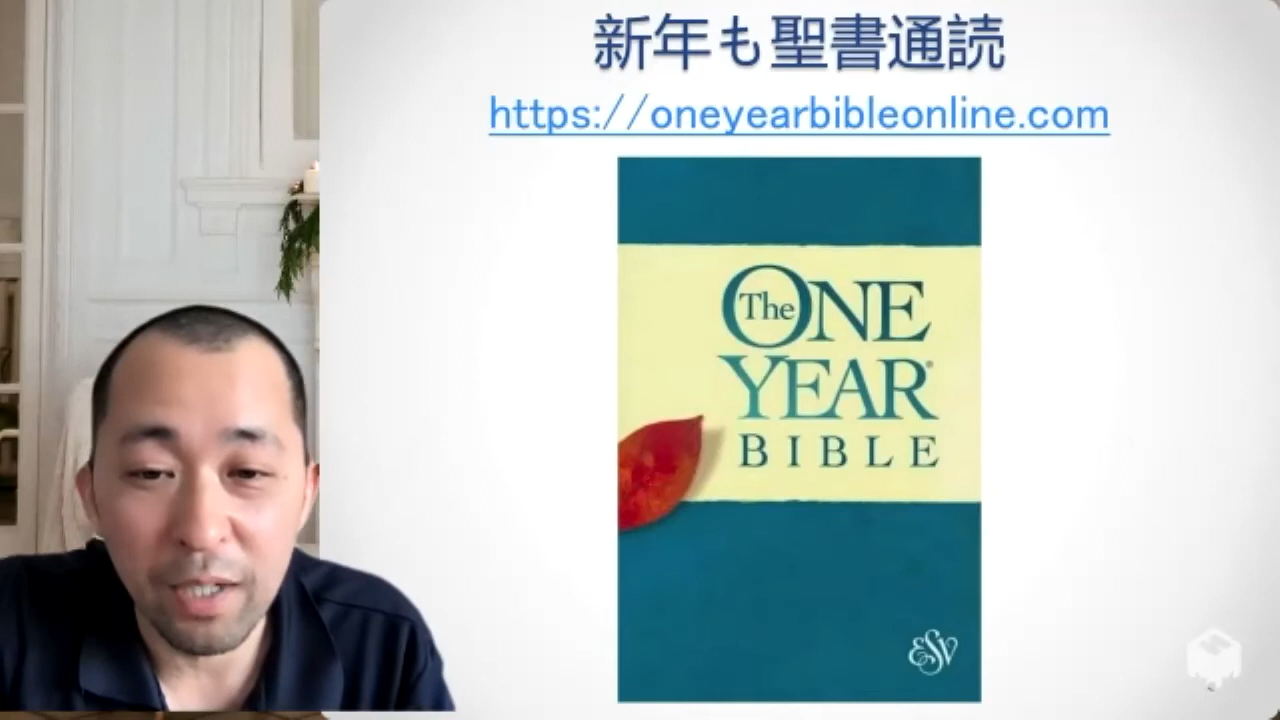 新年も聖書通読
https://oneyearbibleonline.com
The ONE
YEAR®
BIBLE
ESV